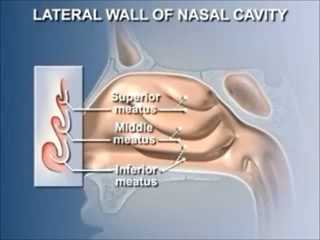 LATERAL WALL OF NASAL CAVITY
Superior
meatus
Middle
meatus
Inferior
meatus